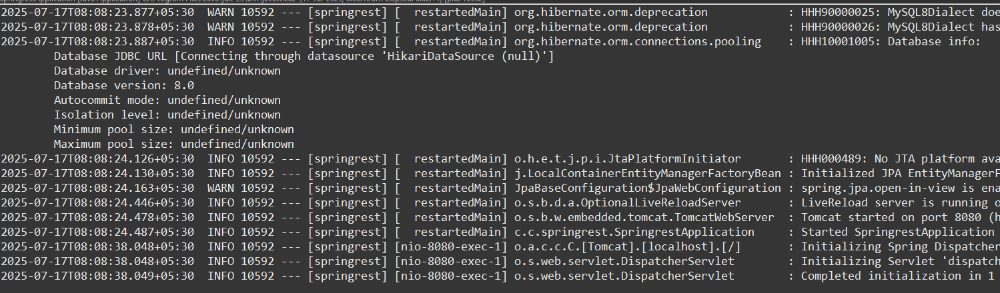 2025-07-17T08:08:23.877+05:30  WARN 10592 --- [springrest] [  restartedMain] org.hibernate.orm.deprecation            : HHH90000025: MySQL8Dialect doe
2025-07-17T08:08:23.878+05:30  WARN 10592 --- [springrest] [  restartedMain] org.hibernate.orm.deprecation            : HHH90000026: MySQL8Dialect has
2025-07-17T08:08:23.887+05:30  INFO 10592 --- [springrest] [  restartedMain] org.hibernate.orm.connections.pooling    : HHH10001005: Database info:
        Database JDBC URL [Connecting through datasource 'HikariDataSource (null)']
        Database driver: undefined/unknown
        Database version: 8.0
        Autocommit mode: undefined/unknown
        Isolation level: undefined/unknown
        Minimum pool size: undefined/unknown
        Maximum pool size: undefined/unknown
2025-07-17T08:08:24.126+05:30  INFO 10592 --- [springrest] [  restartedMain] o.h.e.t.j.p.i.JtaPlatformInitiator       : HHH000489: No JTA platform ava
2025-07-17T08:08:24.130+05:30  INFO 10592 --- [springrest] [  restartedMain] j.LocalContainerEntityManagerFactoryBean : Initialized JPA EntityManagerF
2025-07-17T08:08:24.163+05:30  WARN 10592 --- [springrest] [  restartedMain] JpaBaseConfiguration$JpaWebConfiguration : spring.jpa.open-in-view is ena
2025-07-17T08:08:24.446+05:30  INFO 10592 --- [springrest] [  restartedMain] o.s.b.d.a.OptionalLiveReloadServer       : LiveReload server is running o
2025-07-17T08:08:24.478+05:30  INFO 10592 --- [springrest] [  restartedMain] o.s.b.w.embedded.tomcat.TomcatWebServer  : Tomcat started on port 8080 (h
2025-07-17T08:08:24.487+05:30  INFO 10592 --- [springrest] [  restartedMain] c.c.springrest.SpringrestApplication     : Started SpringrestApplication
2025-07-17T08:08:38.048+05:30  INFO 10592 --- [springrest] [nio-8080-exec-1] o.a.c.c.C.[Tomcat].[localhost].[/]       : Initializing Spring Dispatcher
2025-07-17T08:08:38.048+05:30  INFO 10592 --- [springrest] [nio-8080-exec-1] o.s.web.servlet.DispatcherServlet        : Initializing Servlet 'dispatch
2025-07-17T08:08:38.049+05:30  INFO 10592 --- [springrest] [nio-8080-exec-1] o.s.web.servlet.DispatcherServlet        : Completed initialization in 1